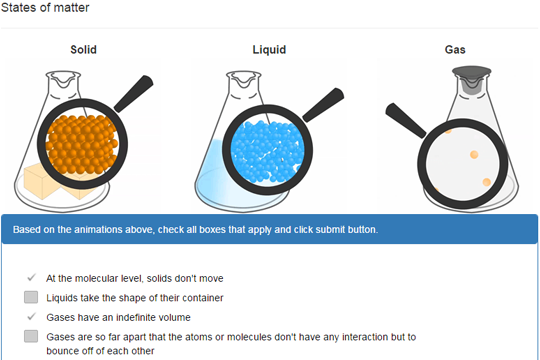 States of matter
Solid Liquid Gas
Based on the animations above, check all boxes that apply and click submit button.
At the molecular level, solids don't move
Liquids take the shape of their container
Gases have an indefinite volume
Gases are so far apart that the atoms or molecules don't have any interaction but to
bounce off of each other